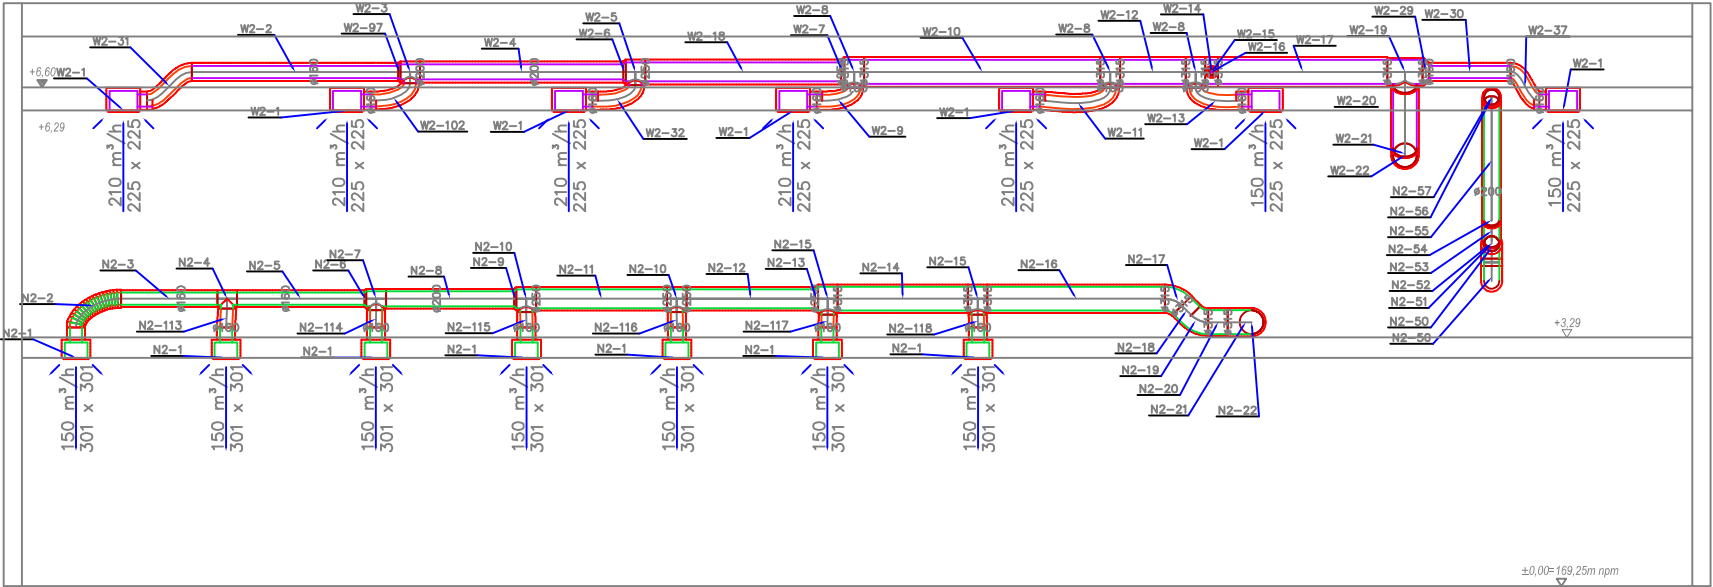 W2-31
W2-2
W2-3
W2-97
W2-4
W2-5
W2-6
W2-18
W2-8
W2-7
W2-10
W2-8
W2-12
W2-14
W2-8
W2-15
W2-16
W2-17
W2-19
W2-29
W2-30
W2-37
W2-1
+6,60
W2-1
ø160
ø200
+6,29
W2-1
W2-102
W2-1
W2-32
W2-1
W2-9
W2-1
W2-11
W2-13
W2-1
W2-20
W2-21
W2-22
210 m³/h
225 x 225
210 m³/h
225 x 225
210 m³/h
225 x 225
210 m³/h
225 x 225
210 m³/h
225 x 225
150 m³/h
225 x 225
150 m³/h
225 x 225
N2-57
ø200
N2-56
N2-55
N2-54
N2-53
N2-52
N2-51
N2-50
N2-3
N2-4
N2-5
N2-7
N2-6
N2-8
N2-10
N2-9
N2-11
N2-10
N2-12
N2-15
N2-13
N2-14
N2-15
N2-16
N2-17
N2-2
ø160
ø160
ø200
N2-1
N2-113
N2-114
N2-115
N2-116
N2-117
N2-118
N2-1
N2-1
N2-1
N2-1
N2-1
N2-1
N2-18
N2-19
N2-20
N2-21
N2-22
+3,29
150 m³/h
301 x 301
150 m³/h
301 x 301
150 m³/h
301 x 301
150 m³/h
301 x 301
150 m³/h
301 x 301
150 m³/h
301 x 301
150 m³/h
301 x 301
±0,00=169,25m npm